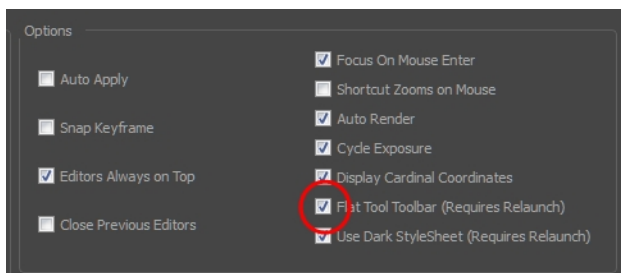 Options
Auto Apply
Snap Keyframe
Editors Always on Top
Close Previous Editors
Focus On Mouse Enter
Shortcut Zooms on Mouse
Auto Render
Cycle Exposure
Display Cardinal Coordinates
Flat Tool Toolbar (Requires Relaunch)
Use Dark StyleSheet (Requires Relaunch)